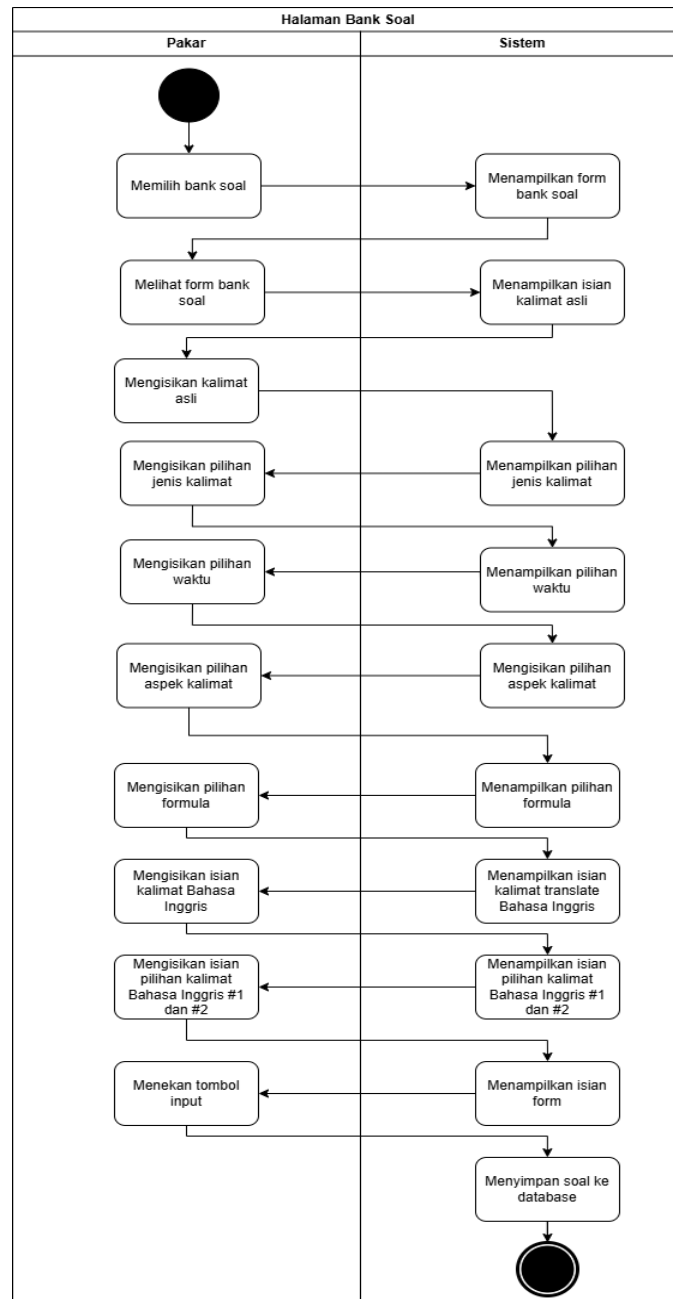 Halaman Bank Soal
Pakar
Sistem
Memilih bank soal
Menampilkan form
bank soal
Melihat form bank
soal
Menampilkan isian
kalimat asli
Mengisikan kalimat
asli
Mengisikan pilihan
jenis kalimat
Menampilkan pilihan
jenis kalimat
Mengisikan pilihan
waktu
Menampilkan pilihan
waktu
Mengisikan pilihan
aspek kalimat
Mengisikan pilihan
aspek kalimat
Mengisikan pilihan
formula
Menampilkan pilihan
formula
Mengisikan isian
kalimat Bahasa
Inggris
Menampilkan isian
kalimat translate
Bahasa Inggris
Mengisikan isian
pilihan kalimat
Bahasa Inggris #1
dan #2
Menampilkan isian
pilihan kalimat
Bahasa Inggris #1
dan #2
Menekan tombol
input
Menampilkan isian
form
Menyimpan soal ke
database